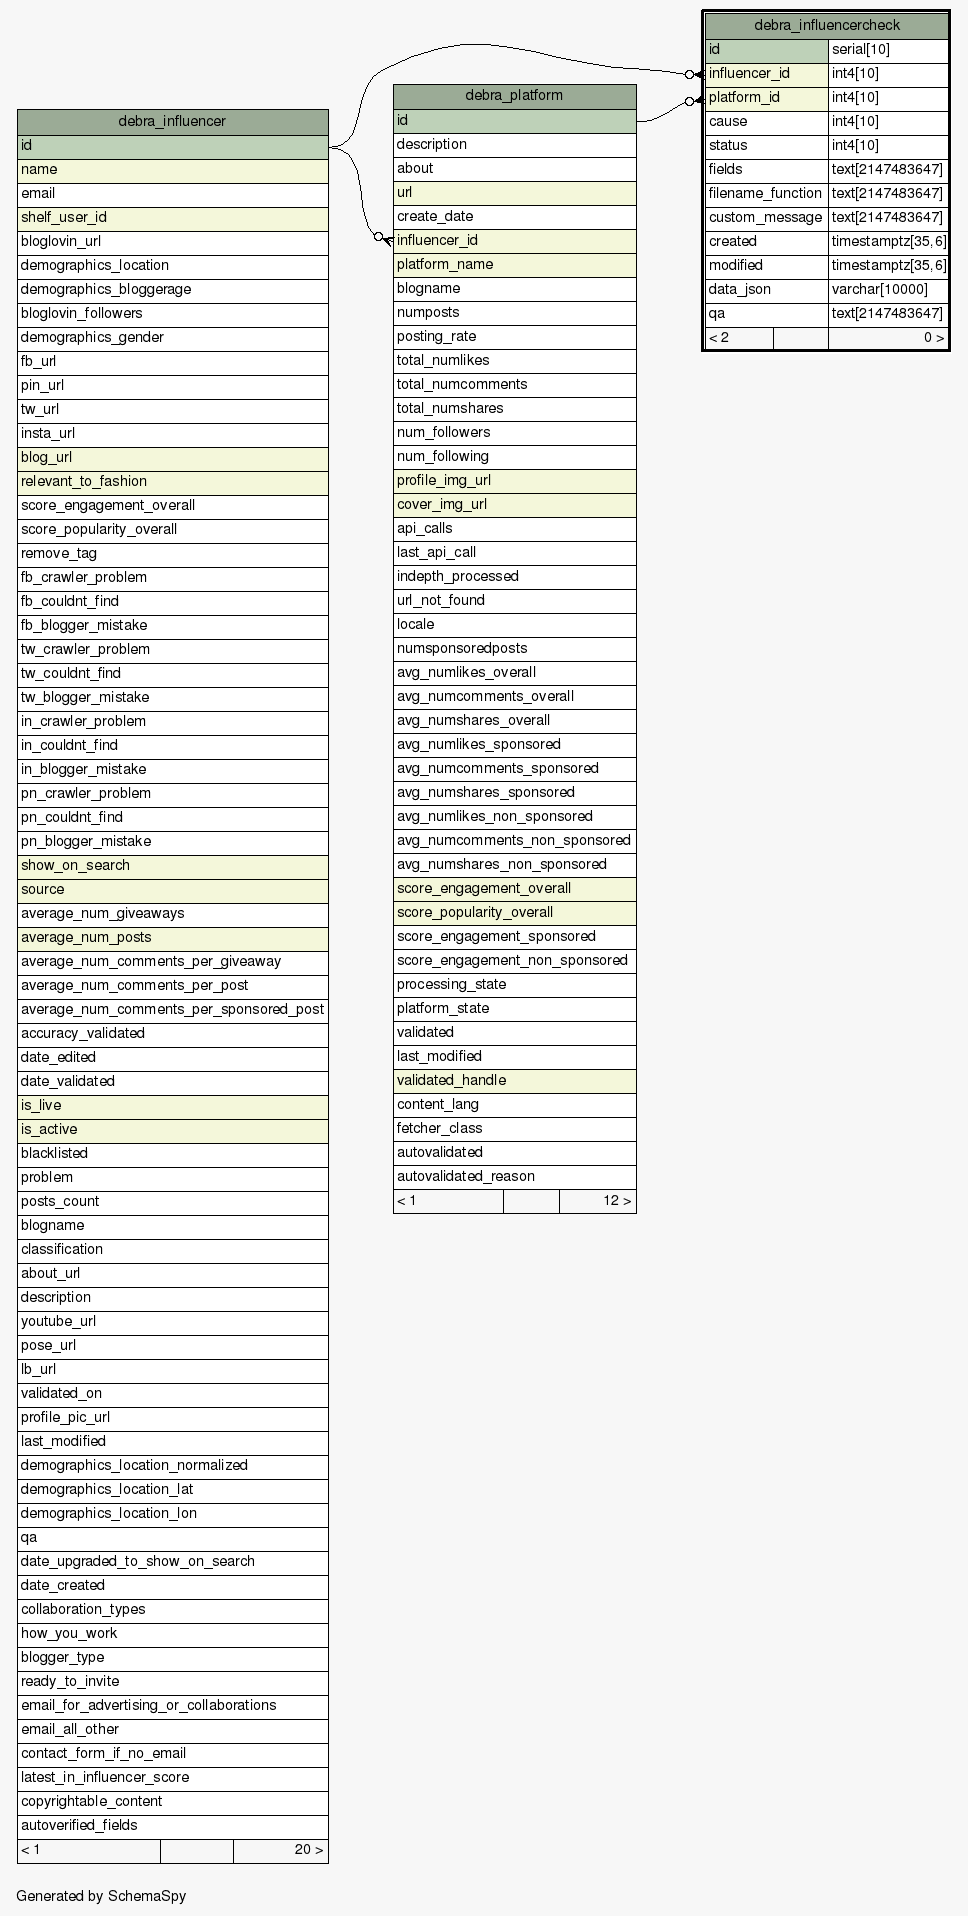 debra_influencercheck
id serial[10]
influencer_id int4[10]
platform_id int4[10]
cause int4[10]
status int4[10]
fields text[2147483647]
filename_function text[2147483647]
custom_message text[2147483647]
created timestamptz[35,6]
modified timestamptz[35,6]
data_json varchar[10000]
qa text[2147483647]
< 2 0 >
debra_platform
id
description
about
url
create_date
influencer_id
platform_name
blogname
numposts
posting_rate
total_numlikes
total_numcomments
total_numshares
num_followers
num_following
profile_img_url
cover_img_url
api_calls
last_api_call
indepth_processed
url_not_found
locale
numsponsoredposts
avg_numlikes_overall
avg_numcomments_overall
avg_numshares_overall
avg_numlikes_sponsored
avg_numcomments_sponsored
avg_numshares_sponsored
avg_numlikes_non_sponsored
avg_numcomments_non_sponsored
avg_numshares_non_sponsored
score_engagement_overall
score_popularity_overall
score_engagement_sponsored
score_engagement_non_sponsored
processing_state
platform_state
validated
last_modified
validated_handle
content_lang
fetcher_class
autovalidated
autovalidated_reason
< 1 12 >
debra_influencer
id
name
email
shelf_user_id
bloglovin_url
demographics_location
demographics_bloggerage
bloglovin_followers
demographics_gender
fb_url
pin_url
tw_url
insta_url
blog_url
relevant_to_fashion
score_engagement_overall
score_popularity_overall
remove_tag
fb_crawler_problem
fb_couldnt_find
fb_blogger_mistake
tw_crawler_problem
tw_couldnt_find
tw_blogger_mistake
in_crawler_problem
in_couldnt_find
in_blogger_mistake
pn_crawler_problem
pn_couldnt_find
pn_blogger_mistake
show_on_search
source
average_num_giveaways
average_num_posts
average_num_comments_per_giveaway
average_num_comments_per_post
average_num_comments_per_sponsored_post
accuracy_validated
date_edited
date_validated
is_live
is_active
blacklisted
problem
posts_count
blogname
classification
about_url
description
youtube_url
pose_url
lb_url
validated_on
profile_pic_url
last_modified
demographics_location_normalized
demographics_location_lat
demographics_location_lon
qa
date_upgraded_to_show_on_search
date_created
collaboration_types
how_you_work
blogger_type
ready_to_invite
email_for_advertising_or_collaborations
email_all_other
contact_form_if_no_email
latest_in_influencer_score
copyrightable_content
autoverified_fields
< 1 20 >
Generated by SchemaSpy